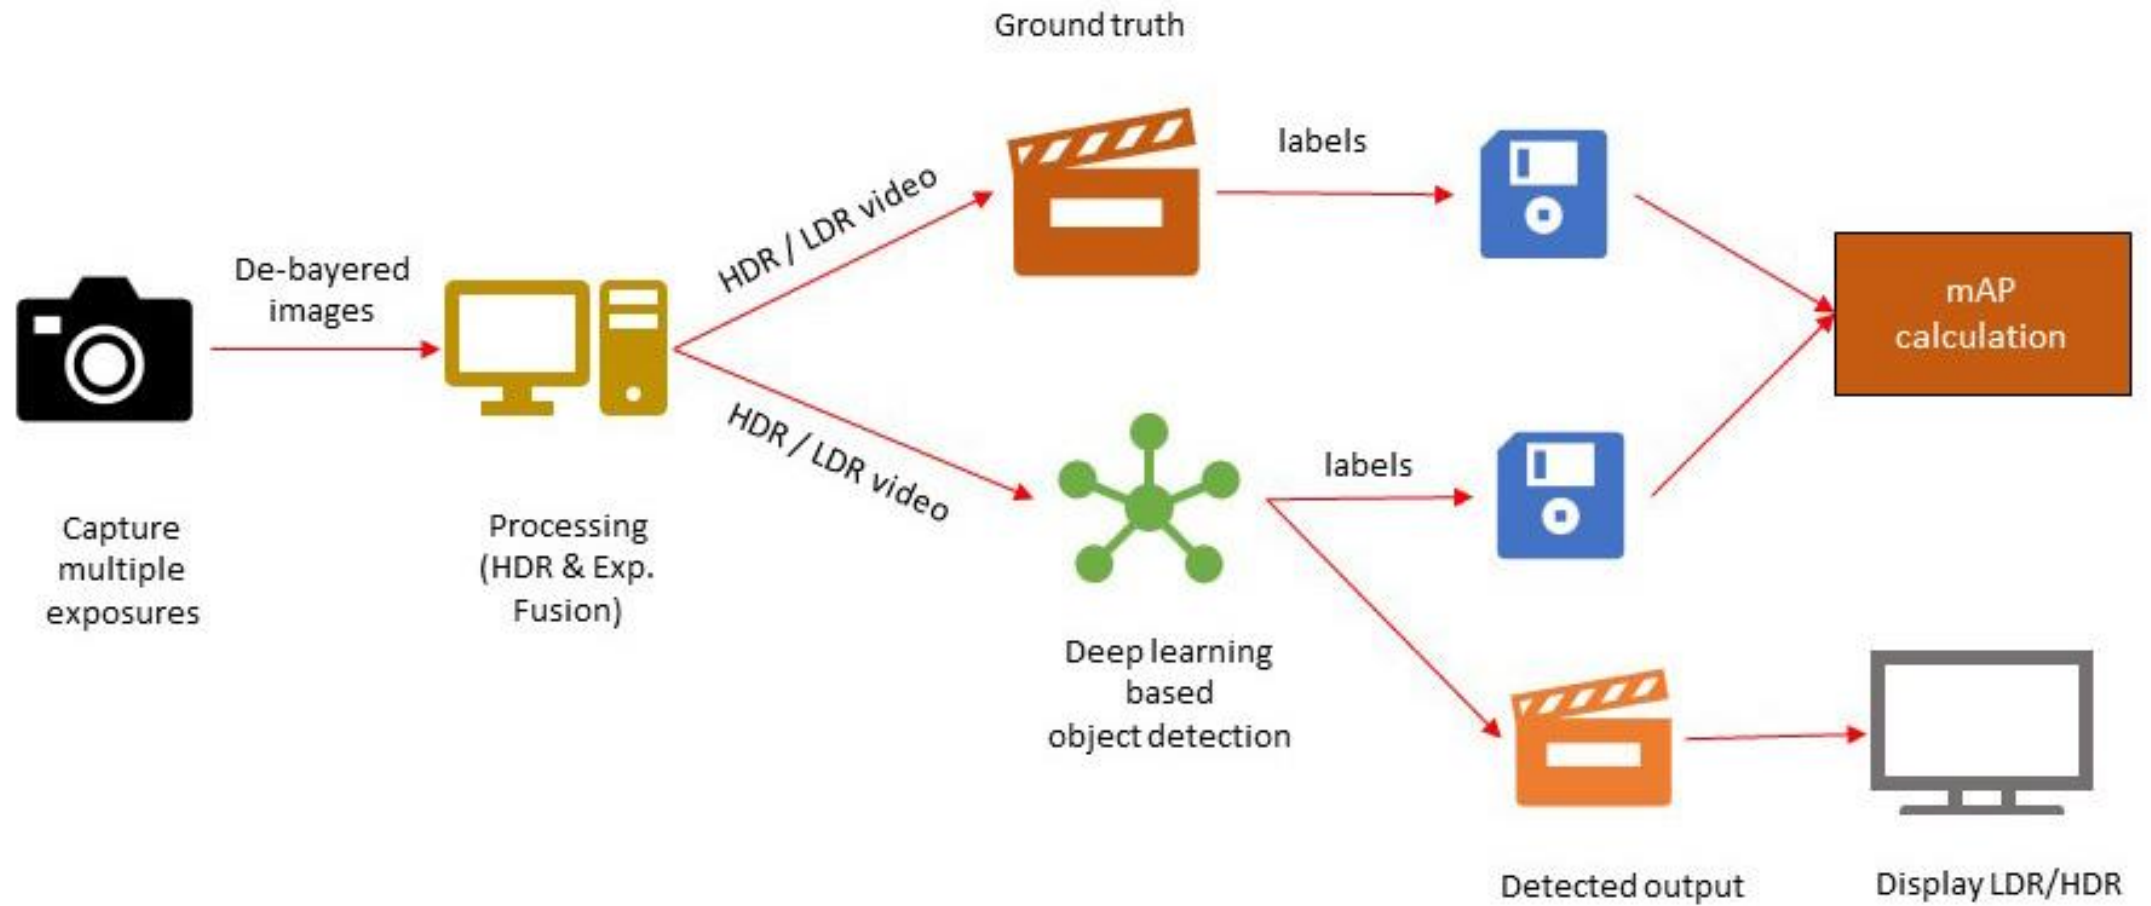 Ground truth
labels
HDR / LDR video
De-bayered
images
mAP
calculation
HDR / LDR video
labels
Capture
multiple
exposures
Processing
(HDR & Exp.
Fusion)
Deep learning
based
object detection
Detected output
Display LDR/HDR